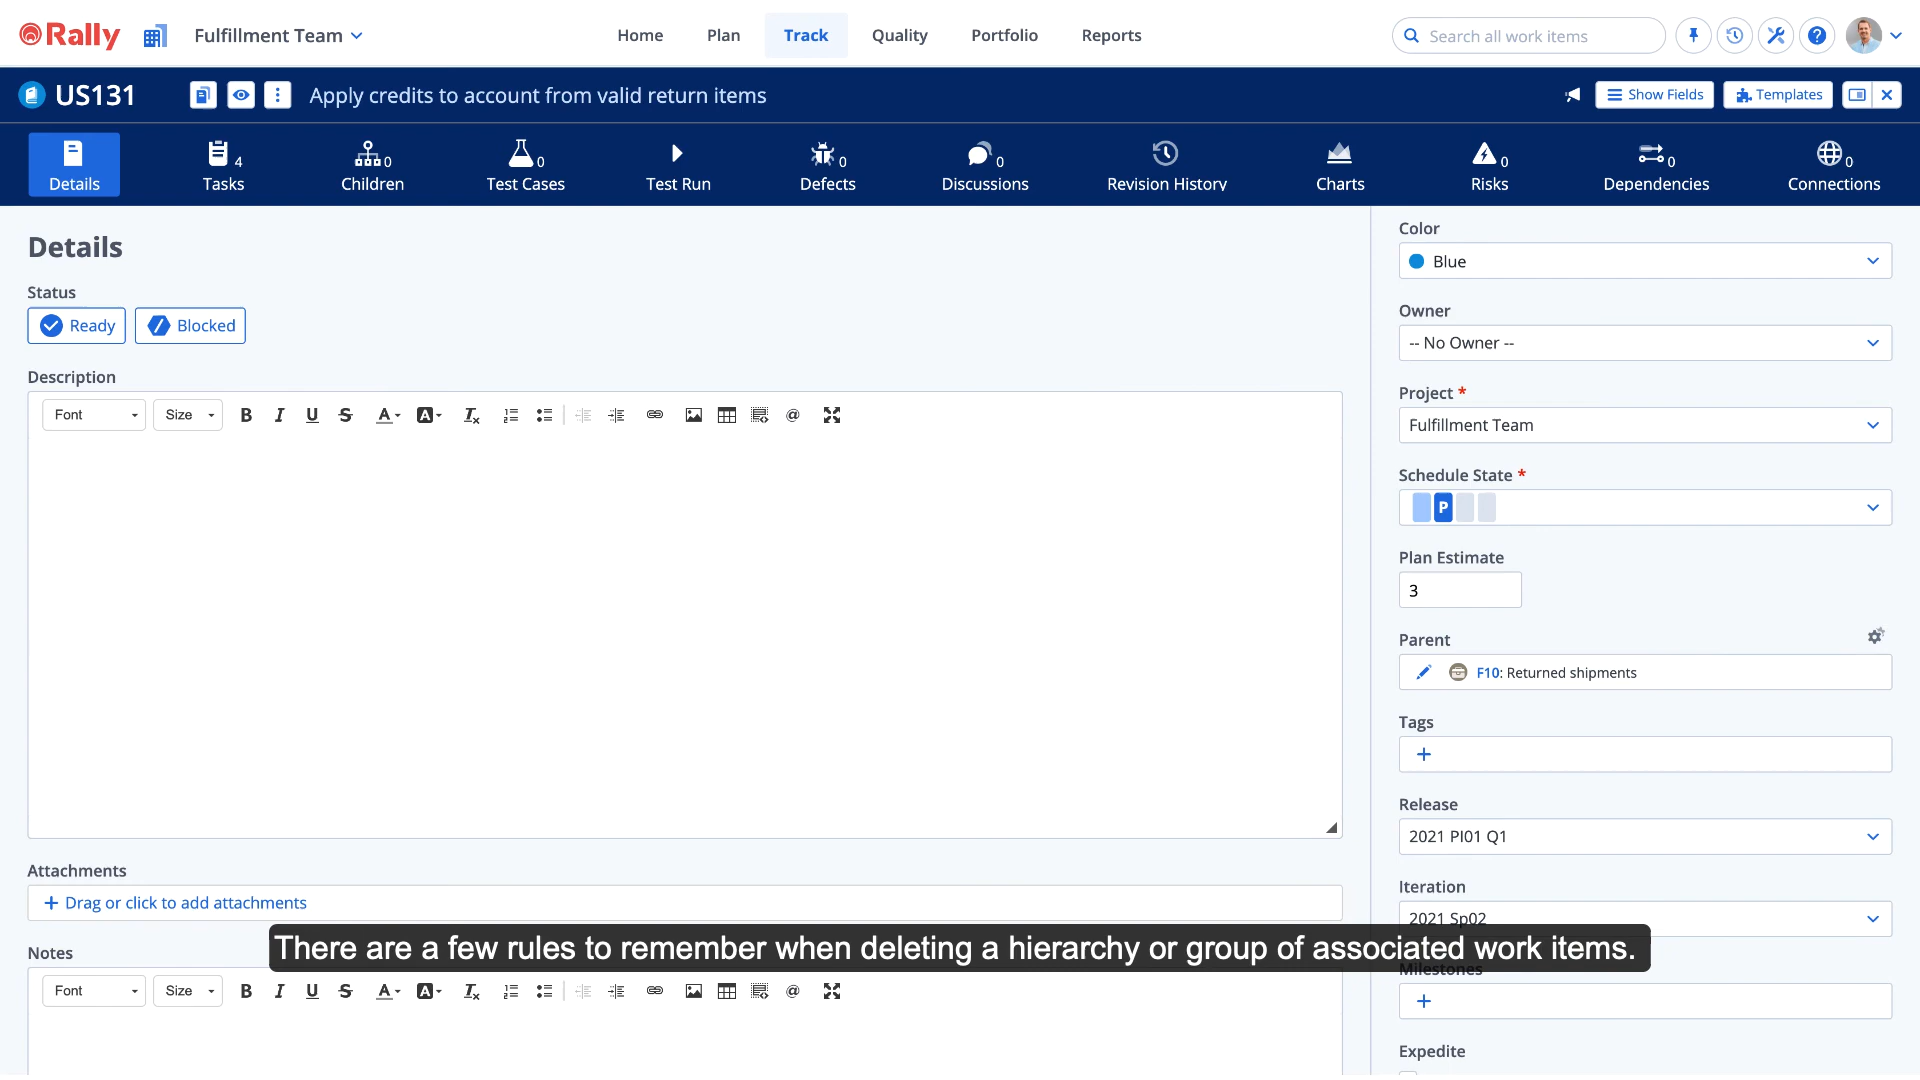 Rally
Fulfillment Team
Home
Plan
Track
Quality
Portfolio
Reports
Search all work items
US131
Apply credits to account from valid return items
Show Fields
Templates
Details
Tasks 4
Children 0
Test Cases 0
Test Run
Defects 0
Discussions 0
Revision History
Charts
Risks 0
Dependencies 0
Connections 0
Details
Status
Ready
Blocked
Description
Font
Size
Attachments
Drag or click to add attachments
Notes
Font
Size
Color
Blue
Owner
-- No Owner --
Project *
Fulfillment Team
Schedule State *
P
Plan Estimate
3
Parent
F10: Returned shipments
Tags
Release
2021 PI01 Q1
Iteration
2021 Sp02
Milestones
Expedite
There are a few rules to remember when deleting a hierarchy or group of associated work items.